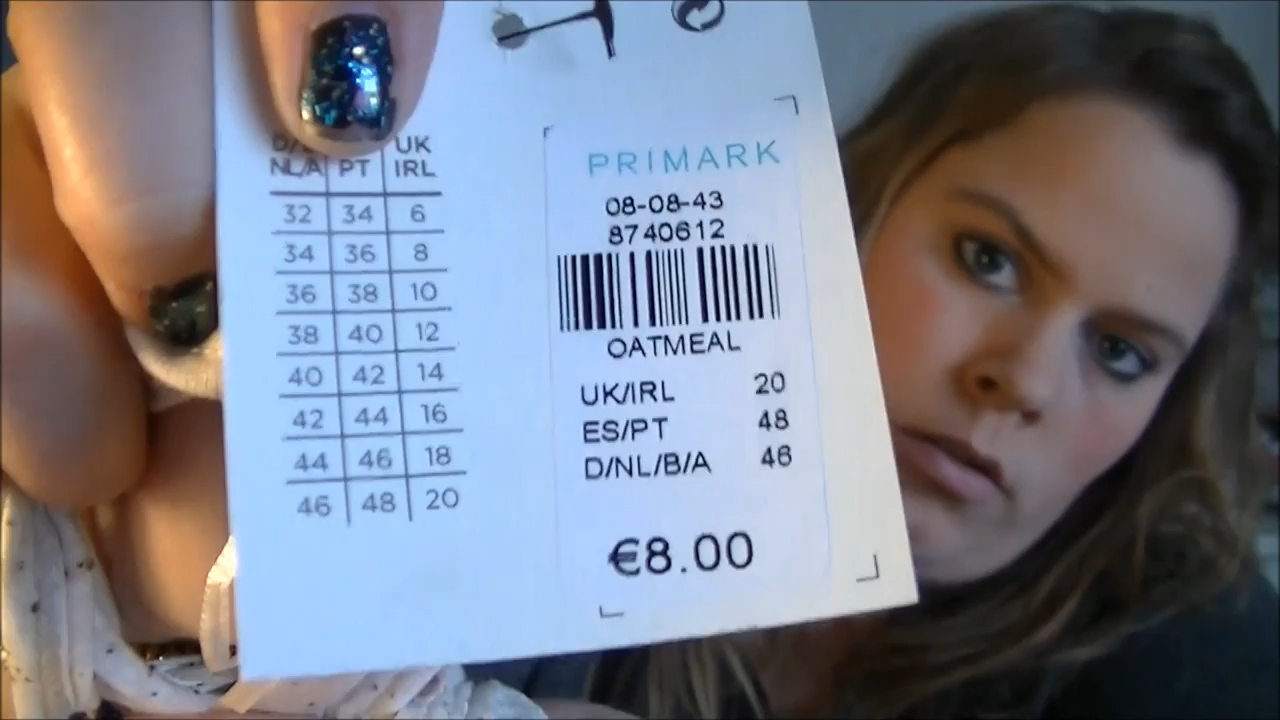 NL/A PT UK
IRL
32 34 6
34 36 8
36 38 10
38 40 12
40 42 14
42 44 16
44 46 18
46 48 20
PRIMARK
08-08-43
8740612
OATMEAL
UK/IRL 20
ES/PT 48
D/NL/B/A 46
€8.00